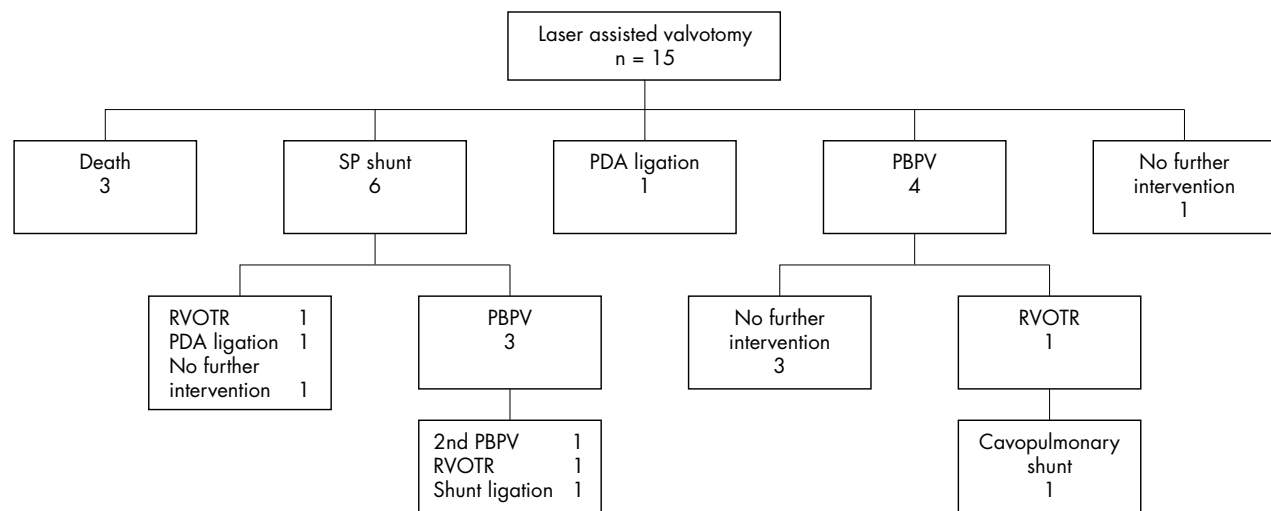 Laser assisted valvotomy
n = 15
Death
3
SP shunt
6
PDA ligation
1
PBPV
4
No further
intervention
1
RVOTR 1
PDA ligation 1
No further
intervention 1
PBPV
3
No further
intervention
3
RVOTR
1
2nd PBPV 1
RVOTR 1
Shunt ligation 1
Cavopulmonary
shunt
1